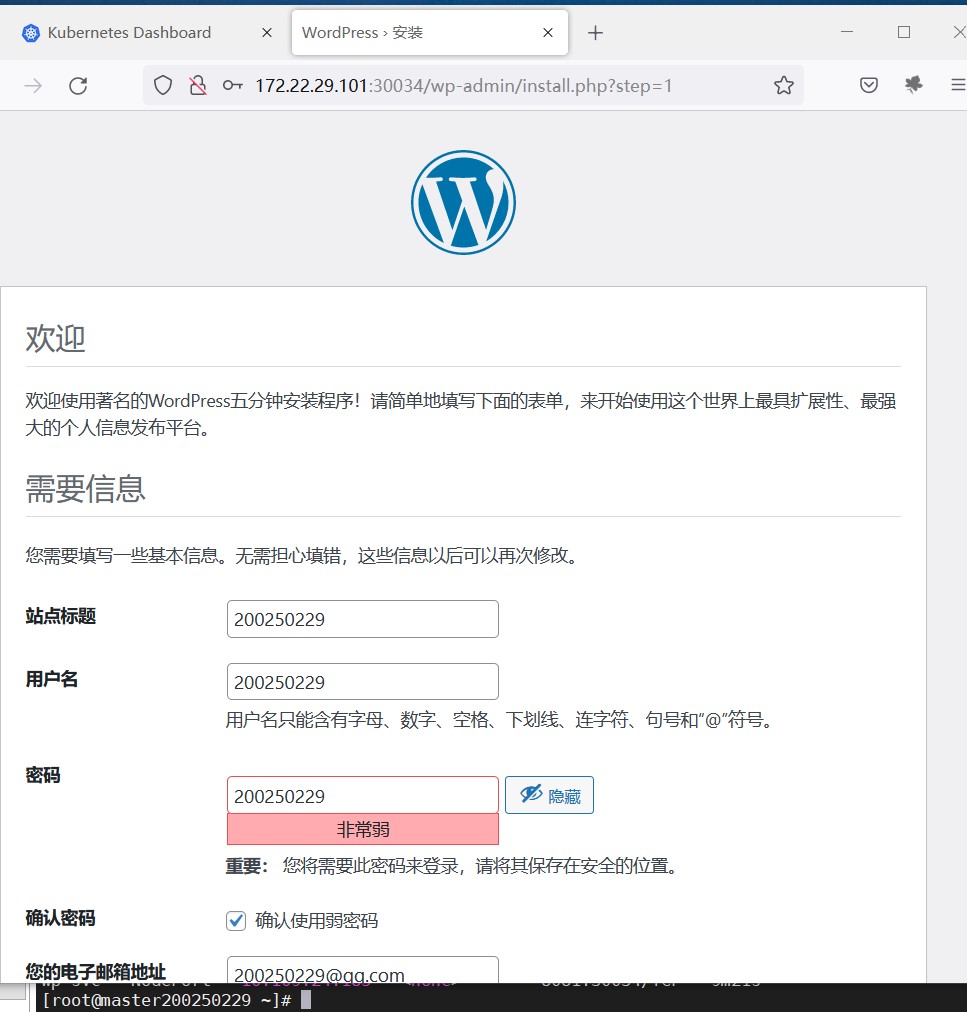 Kubernetes Dashboard
WordPress › 安装
172.22.29.101:30034/wp-admin/install.php?step=1
欢迎
欢迎使用著名的WordPress五分钟安装程序！请简单地填写下面的表单，来开始使用这个世界上最具扩展性、最强
大的个人信息发布平台。
需要信息
您需要填写一些基本信息。无需担心填错，这些信息以后可以再次修改。
站点标题
200250229
用户名
200250229
用户名只能含有字母、数字、空格、下划线、连字符、句号和“@”符号。
密码
200250229
隐藏
非常弱
重要： 您将需要此密码来登录，请将其保存在安全的位置。
确认密码
确认使用弱密码
您的电子邮箱地址
200250229@qq.com
[root@master200250229 ~]#